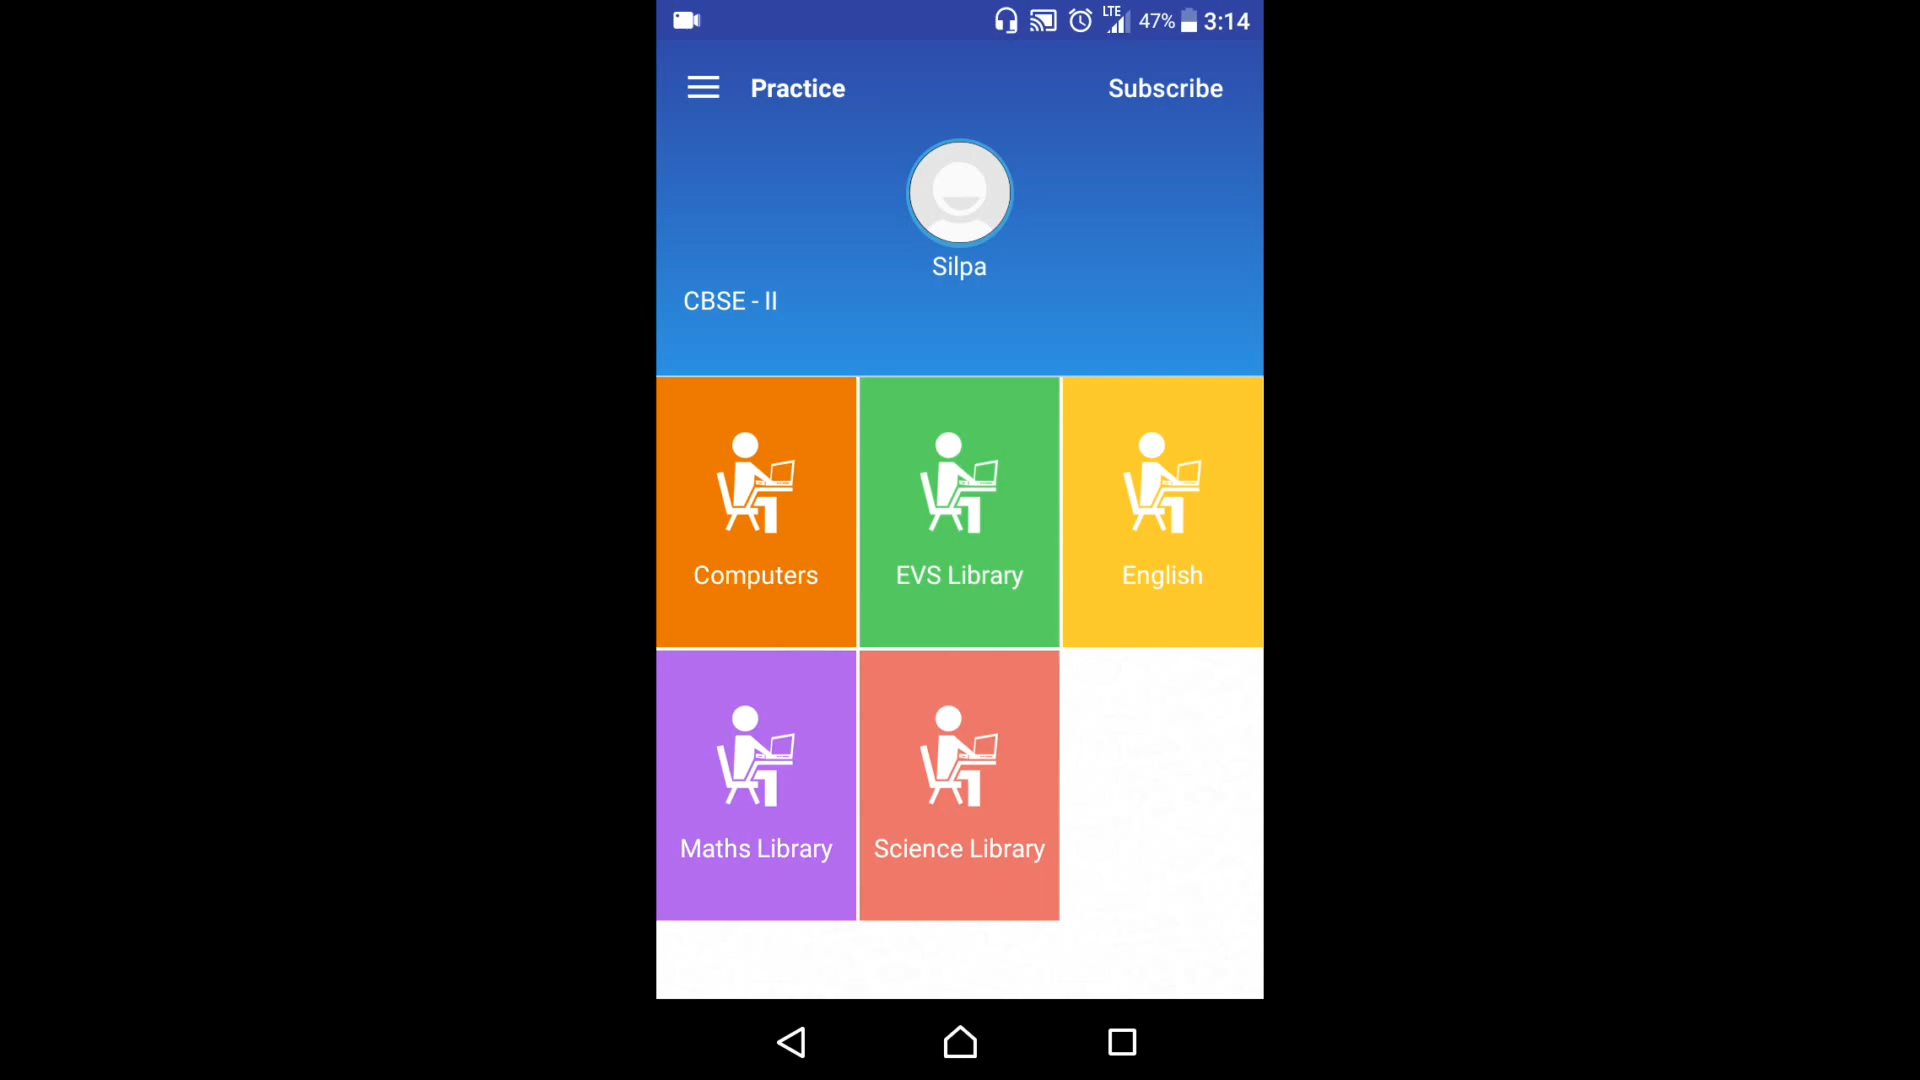 LTE 47% 3:14
Practice Subscribe
Silpa
CBSE - II
Computers EVS Library English
Maths Library Science Library